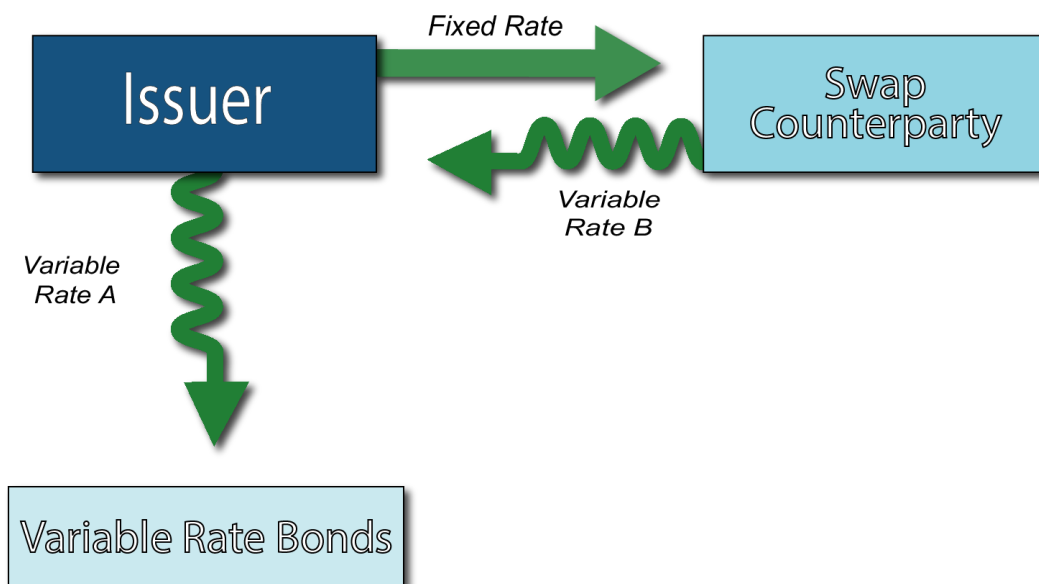 Fixed Rate
Issuer
Swap
Counterparty
Variable
Rate B
Variable
Rate A
Variable Rate Bonds